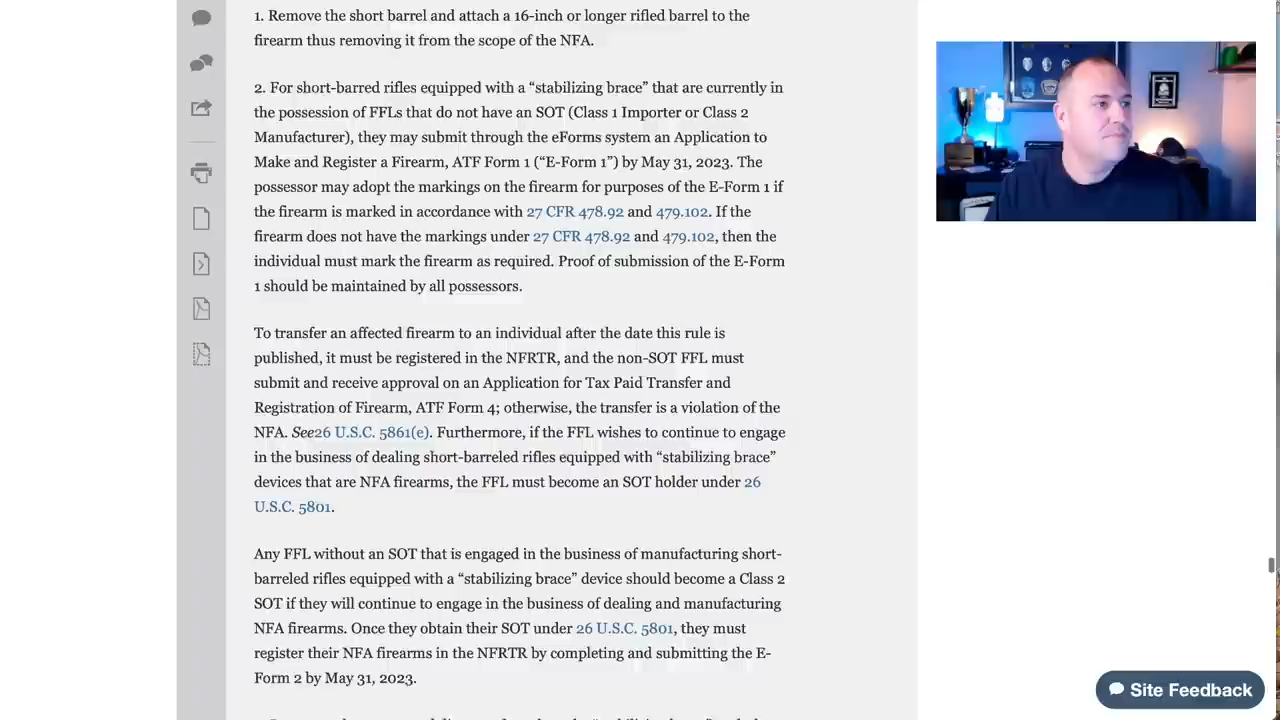 1. Remove the short barrel and attach a 16-inch or longer rifled barrel to the
firearm thus removing it from the scope of the NFA.
2. For short-barred rifles equipped with a “stabilizing brace” that are currently in
the possession of FFLs that do not have an SOT (Class 1 Importer or Class 2
Manufacturer), they may submit through the eForms system an Application to
Make and Register a Firearm, ATF Form 1 (“E-Form 1”) by May 31, 2023. The
possessor may adopt the markings on the firearm for purposes of the E-Form 1 if
the firearm is marked in accordance with 27 CFR 478.92 and 479.102. If the
firearm does not have the markings under 27 CFR 478.92 and 479.102, then the
individual must mark the firearm as required. Proof of submission of the E-Form
1 should be maintained by all possessors.
To transfer an affected firearm to an individual after the date this rule is
published, it must be registered in the NFRTR, and the non-SOT FFL must
submit and receive approval on an Application for Tax Paid Transfer and
Registration of Firearm, ATF Form 4; otherwise, the transfer is a violation of the
NFA. See26 U.S.C. 5861(e). Furthermore, if the FFL wishes to continue to engage
in the business of dealing short-barreled rifles equipped with “stabilizing brace”
devices that are NFA firearms, the FFL must become an SOT holder under 26
U.S.C. 5801.
Any FFL without an SOT that is engaged in the business of manufacturing short-
barreled rifles equipped with a “stabilizing brace” device should become a Class 2
SOT if they will continue to engage in the business of dealing and manufacturing
NFA firearms. Once they obtain their SOT under 26 U.S.C. 5801, they must
register their NFA firearms in the NFRTR by completing and submitting the E-
Form 2 by May 31, 2023.
Site Feedback